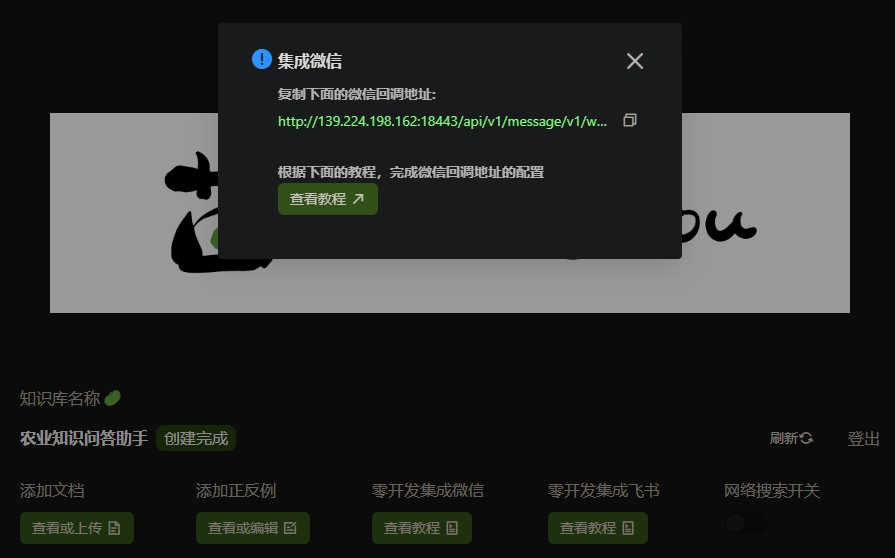 集成微信
复制下面的微信回调地址:
http://139.224.198.162:18443/api/v1/message/v1/w...
根据下面的教程，完成微信回调地址的配置
查看教程
ou
知识库名称
农业知识问答助手 创建完成 刷新 登出
添加文档 添加正反例 零开发集成微信 零开发集成飞书 网络搜索开关
查看或上传 查看或编辑 查看教程 查看教程